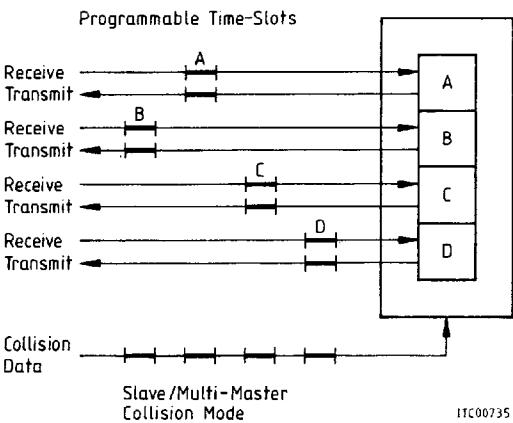 Programmable Time-Slots
A
Receive
A
Transmit
B
Receive
B
Transmit
C
Receive
C
Transmit
D
Receive
D
Transmit
Collision
Data
Slave/Multi-Master
Collision Mode
ITC00735